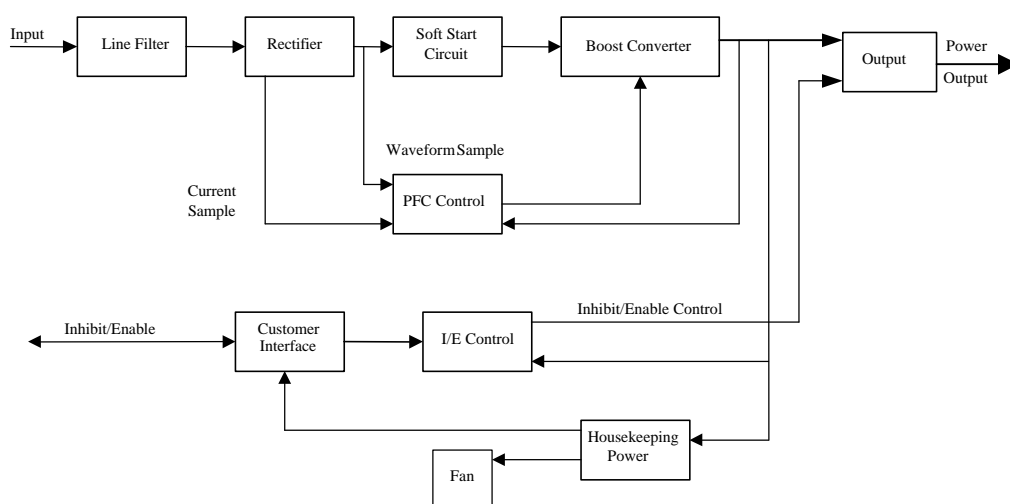 Input
Line Filter
Rectifier
Soft Start
Circuit
Boost Converter
Output
Power
Output
Waveform Sample
Current
Sample
PFC Control
Inhibit/Enable
Customer
Interface
I/E Control
Inhibit/Enable Control
Housekeeping
Power
Fan